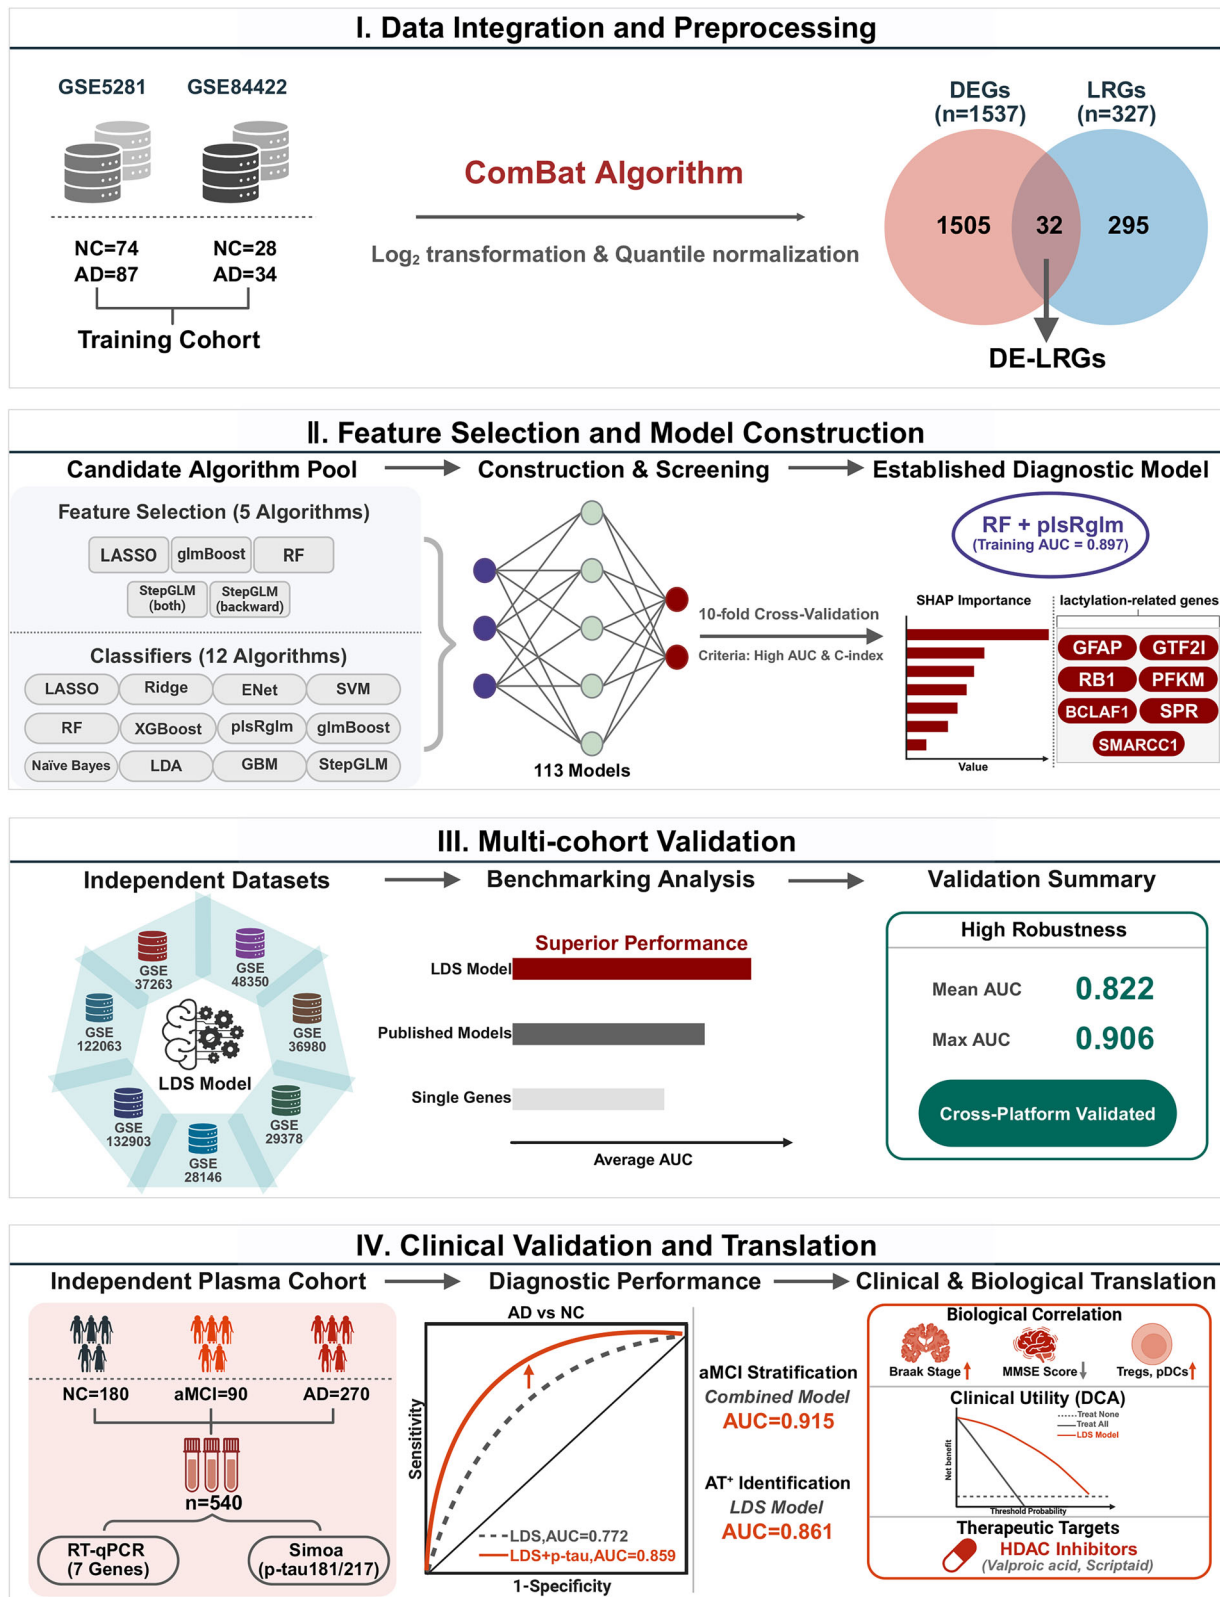 I. Data Integration and Preprocessing
GSE5281
GSE84422
NC=74
AD=87
NC=28
AD=34
Training Cohort
ComBat Algorithm
Log₂ transformation & Quantile normalization
DEGs
(n=1537)
LRGs
(n=327)
1505
32
295
DE-LRGs
Ⅱ. Feature Selection and Model Construction
Candidate Algorithm Pool
Construction & Screening
Established Diagnostic Model
Feature Selection (5 Algorithms)
LASSO
glmBoost
RF
StepGLM
(both)
StepGLM
(backward)
Classifiers (12 Algorithms)
LASSO
Ridge
ENet
SVM
RF
XGBoost
plsRglm
glmBoost
Naïve Bayes
LDA
GBM
StepGLM
113 Models
10-fold Cross-Validation
Criteria: High AUC & C-index
RF + plsRglm
(Training AUC = 0.897)
SHAP Importance
Value
lactylation-related genes
GFAP
GTF2I
RB1
PFKM
BCLAF1
SPR
SMARCC1
III. Multi-cohort Validation
Independent Datasets
Benchmarking Analysis
Validation Summary
GSE
37263
GSE
48350
GSE
122063
GSE
36980
LDS Model
GSE
132903
GSE
29378
GSE
28146
Superior Performance
LDS Model
Published Models
Single Genes
Average AUC
High Robustness
Mean AUC
0.822
Max AUC
0.906
Cross-Platform Validated
IV. Clinical Validation and Translation
Independent Plasma Cohort
Diagnostic Performance
Clinical & Biological Translation
NC=180
aMCI=90
AD=270
n=540
RT-qPCR
(7 Genes)
Simoa
(p-tau181/217)
AD vs NC
Sensitivity
LDS,AUC=0.772
LDS+p-tau,AUC=0.859
1-Specificity
aMCI Stratification
Combined Model
AUC=0.915
AT⁺ Identification
LDS Model
AUC=0.861
Biological Correlation
Braak Stage
MMSE Score
Tregs, pDCs
Clinical Utility (DCA)
Treat None
Treat All
LDS Model
Net benefit
Threshold Probability
Therapeutic Targets
HDAC Inhibitors
(Valproic acid, Scriptaid)